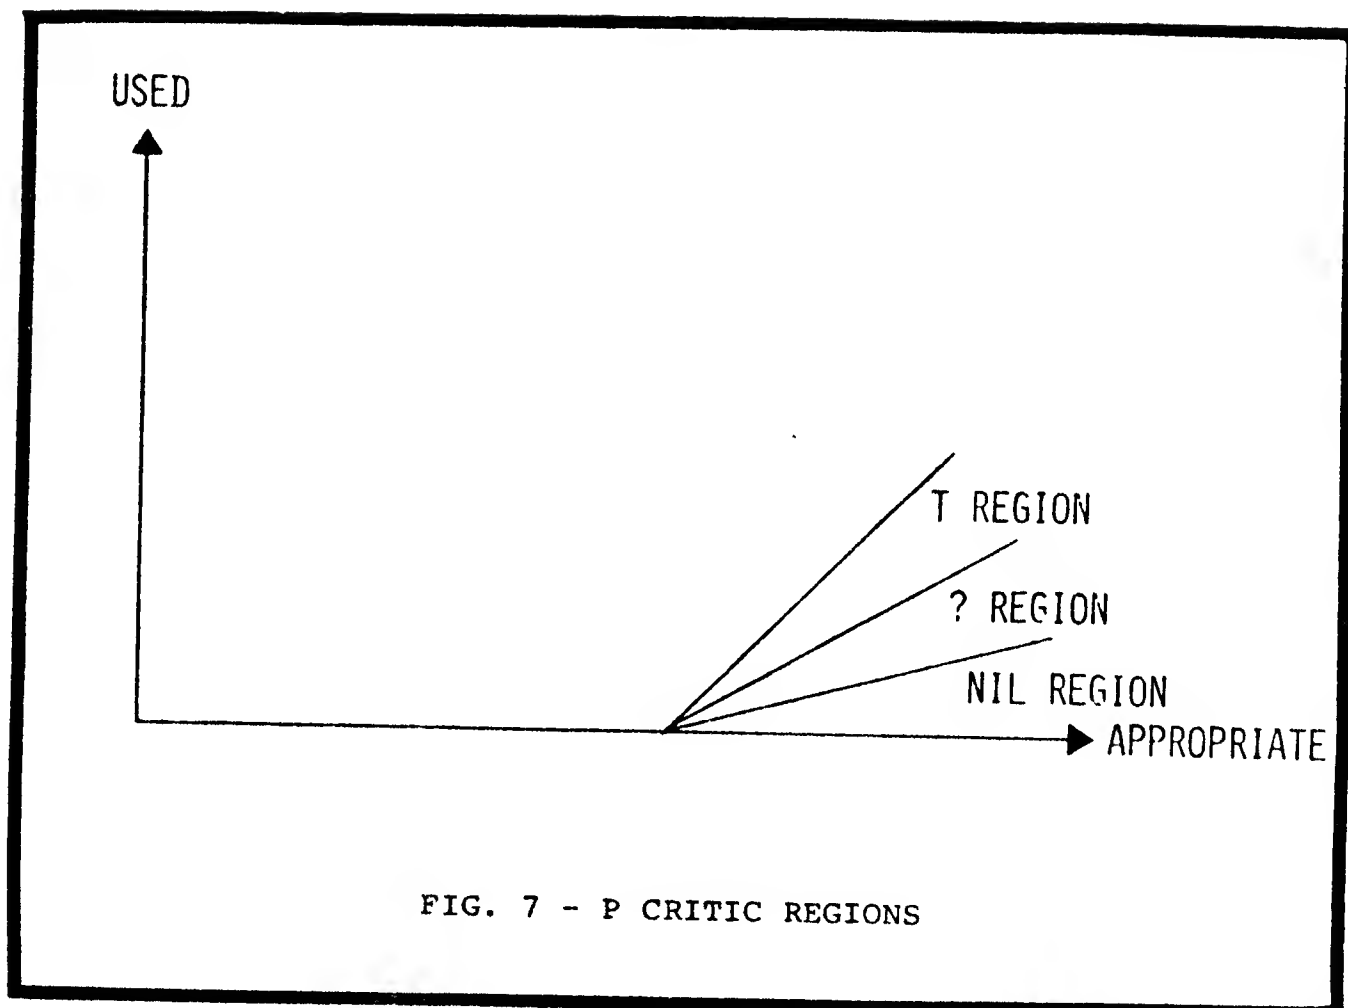 USED
T REGION
? REGION
NIL REGION
APPROPRIATE
FIG. 7 - P CRITIC REGIONS